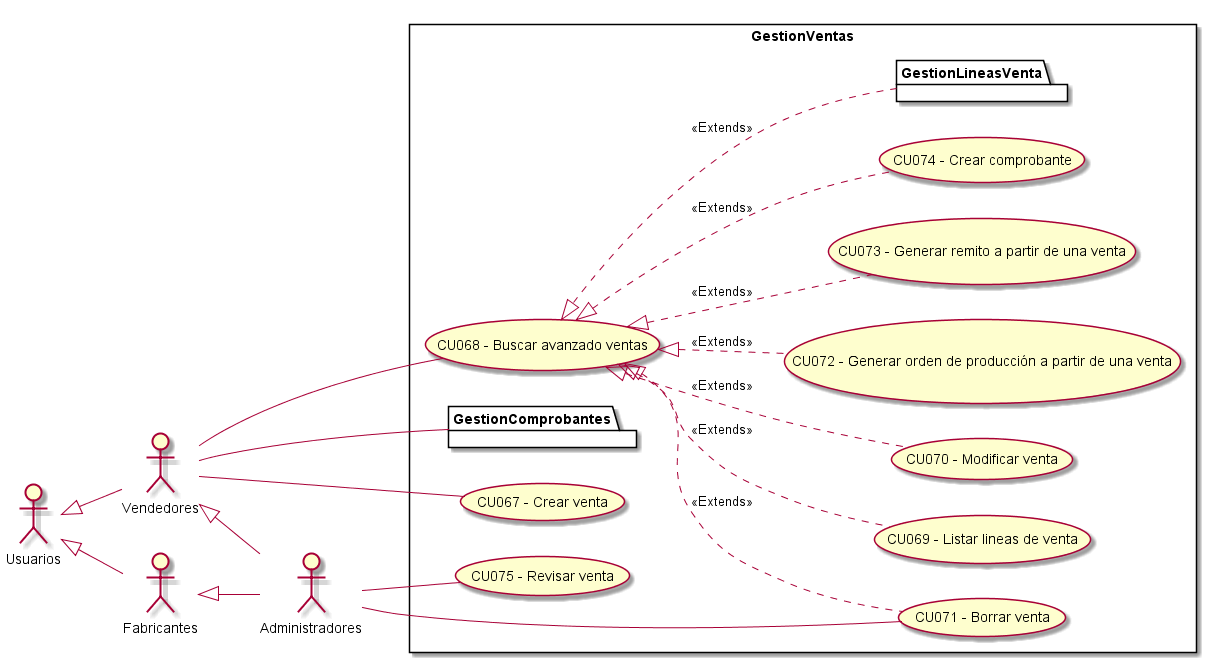 GestionVentas
GestionLineasVenta
«Extends»
CU074 - Crear comprobante
«Extends»
CU073 - Generar remito a partir de una venta
«Extends»
CU068 - Buscar avanzado ventas
«Extends»
CU072 - Generar orden de producción a partir de una venta
«Extends»
GestionComprobantes
«Extends»
CU070 - Modificar venta
Vendedores
CU067 - Crear venta
«Extends»
CU069 - Listar lineas de venta
Usuarios
CU075 - Revisar venta
Fabricantes
Administradores
CU071 - Borrar venta